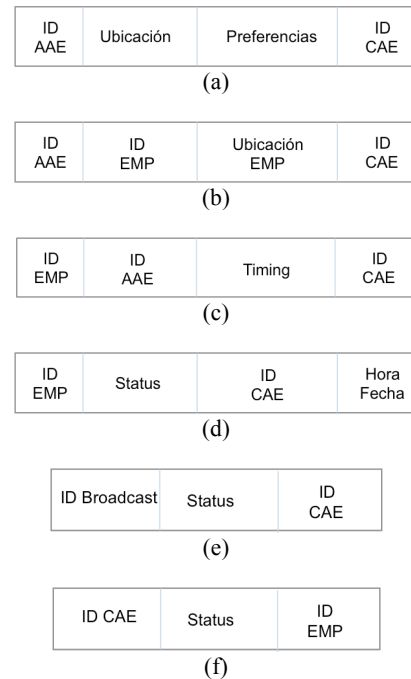 ID AAE Ubicación Preferencias ID CAE
(a)
ID AAE ID EMP Ubicación EMP ID CAE
(b)
ID EMP ID AAE Timing ID CAE
(c)
ID EMP Status ID CAE Hora Fecha
(d)
ID Broadcast Status ID CAE
(e)
ID CAE Status ID EMP
(f)